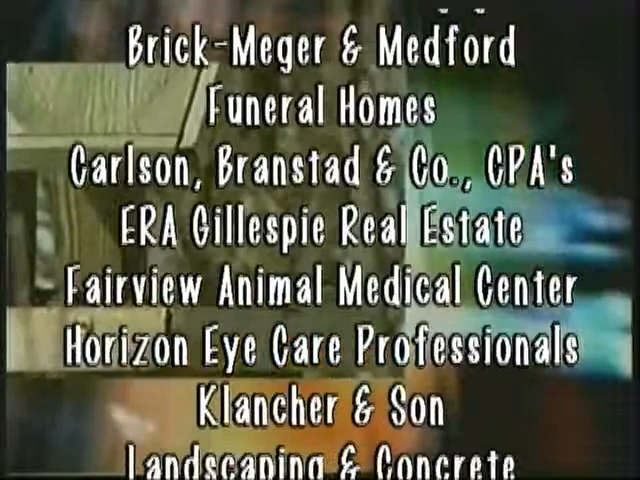 Brick-Meger & Medford
Funeral Homes
Carlson, Branstad & Co., CPA's
ERA Gillespie Real Estate
Fairview Animal Medical Center
Horizon Eye Care Professionals
Klancher & Son
Landscaping & Concrete